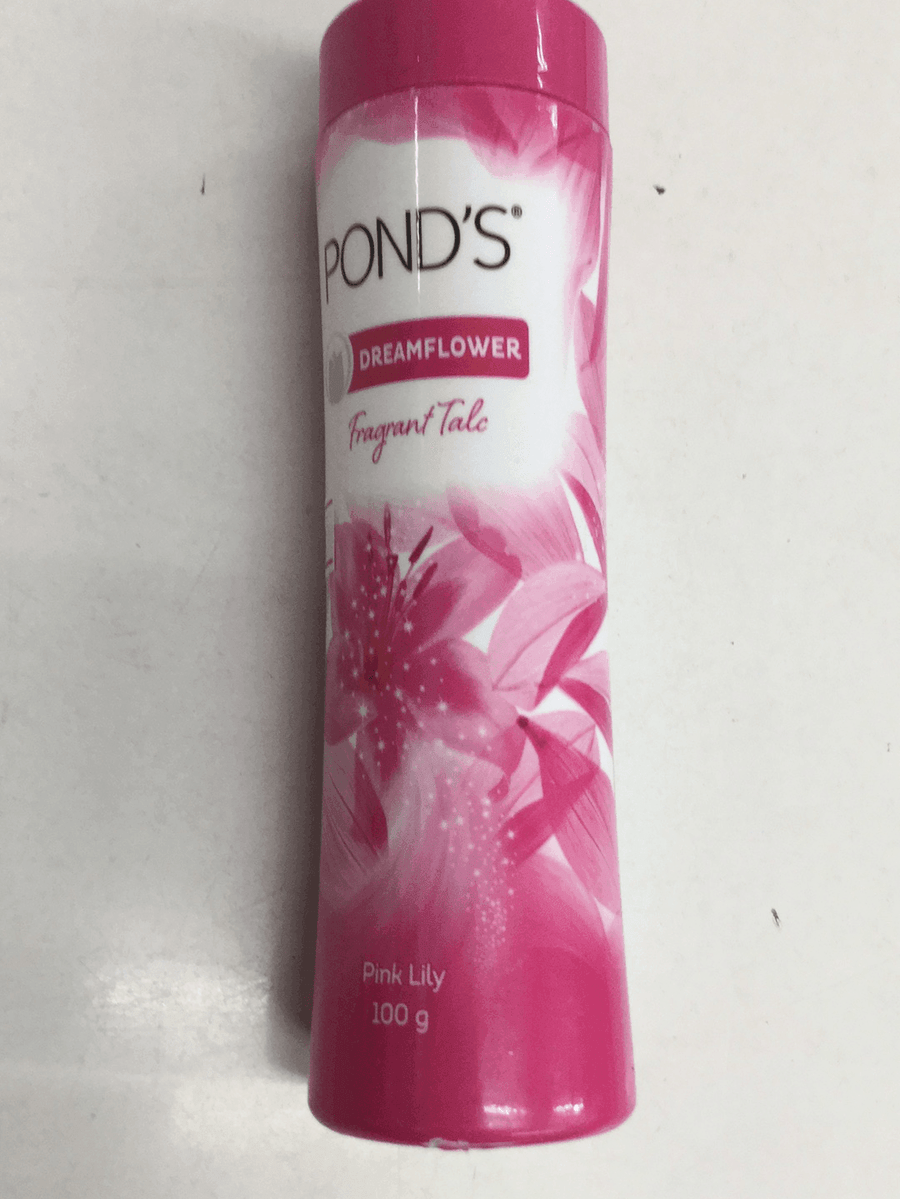 POND'S®
DREAMFLOWER
Fragrant Talc
Pink Lily
100 g